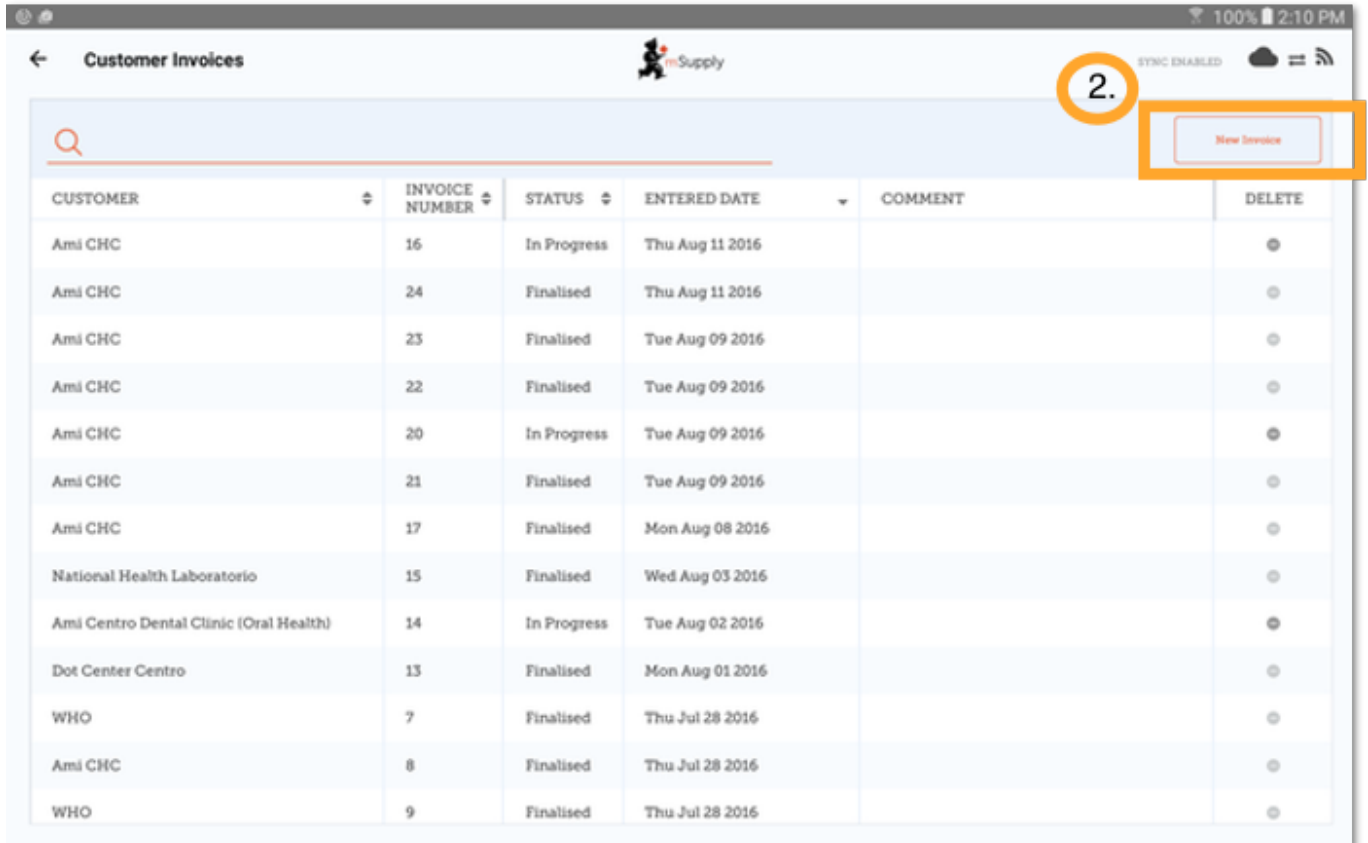 100% 2:10 PM
Customer Invoices
mSupply
SYNC ENABLED
2.
New Invoice
CUSTOMER INVOICE NUMBER STATUS ENTERED DATE COMMENT DELETE
Ami CHC 16 In Progress Thu Aug 11 2016
Ami CHC 24 Finalised Thu Aug 11 2016
Ami CHC 23 Finalised Tue Aug 09 2016
Ami CHC 22 Finalised Tue Aug 09 2016
Ami CHC 20 In Progress Tue Aug 09 2016
Ami CHC 21 Finalised Tue Aug 09 2016
Ami CHC 17 Finalised Mon Aug 08 2016
National Health Laboratorio 15 Finalised Wed Aug 03 2016
Ami Centro Dental Clinic (Oral Health) 14 In Progress Tue Aug 02 2016
Dot Center Centro 13 Finalised Mon Aug 01 2016
WHO 7 Finalised Thu Jul 28 2016
Ami CHC 8 Finalised Thu Jul 28 2016
WHO 9 Finalised Thu Jul 28 2016